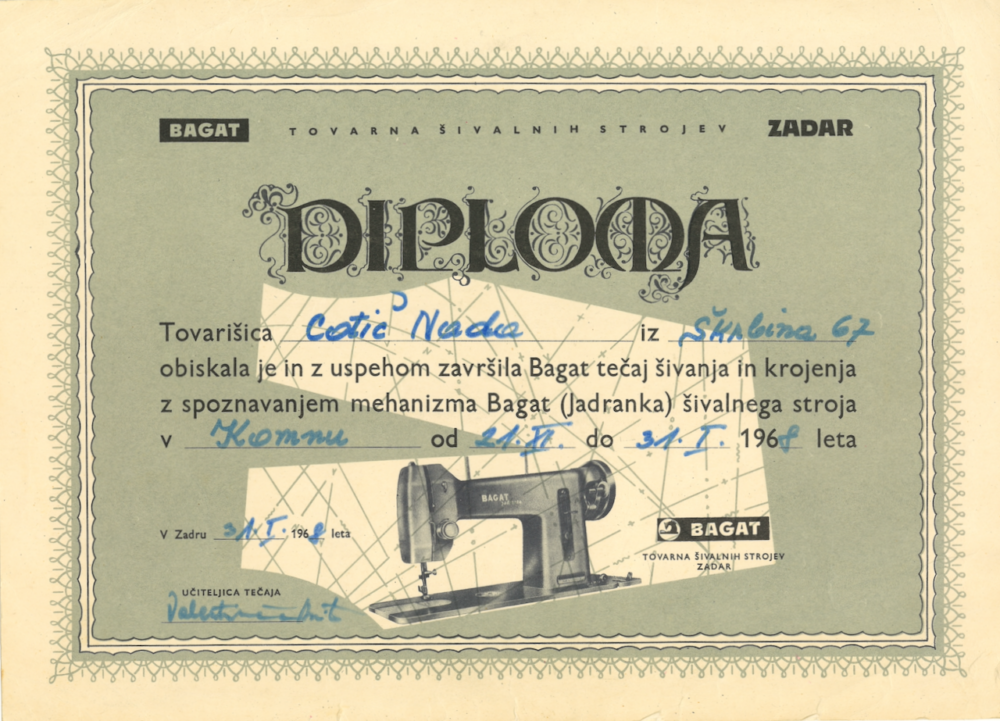 BAGAT TOVARNA ŠIVALNIH STROJEV ZADAR
DIPLOMA
Tovarišica Cotič Nada iz Škrbina 67
obiskala je in z uspehom završila Bagat tečaj šivanja in krojenja
z spoznavanjem mehanizma Bagat (Jadranka) šivalnega stroja
v Komnu od 21. XI. do 31. I. 1968 leta
BAGAT
V Zadru 31. I. 1968 leta
BAGAT
TOVARNA ŠIVALNIH STROJEV
ZADAR
UČITELJICA TEČAJA